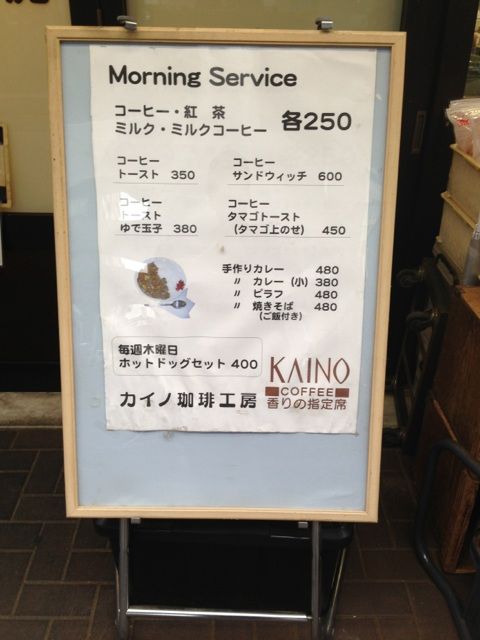 Morning Service
コーヒー・紅　茶
ミルク・ミルクコーヒー 各250
コーヒー
トースト 350
コーヒー
サンドウィッチ 600
コーヒー
トースト
ゆで玉子 380
コーヒー
タマゴトースト
(タマゴ上のせ) 450
手作りカレー 480
〃 カレー (小) 380
〃 ピラフ 480
〃 焼きそば 480
(ご飯付き)
毎週木曜日
ホットドッグセット 400
カイノ珈琲工房
KAINO
COFFEE
香りの指定席